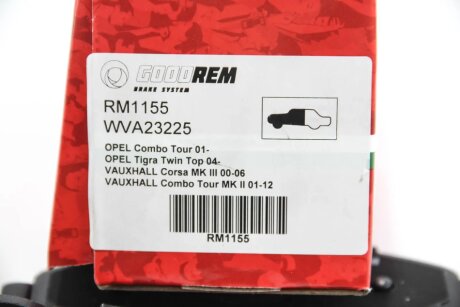 GOODREM
BRAKE SYSTEM
RM1155
WVA23225
OPEL Combo Tour 01-
OPEL Tigra Twin Top 04-
VAUXHALL Corsa MK III 00-06
VAUXHALL Combo Tour MK II 01-12
RM1155